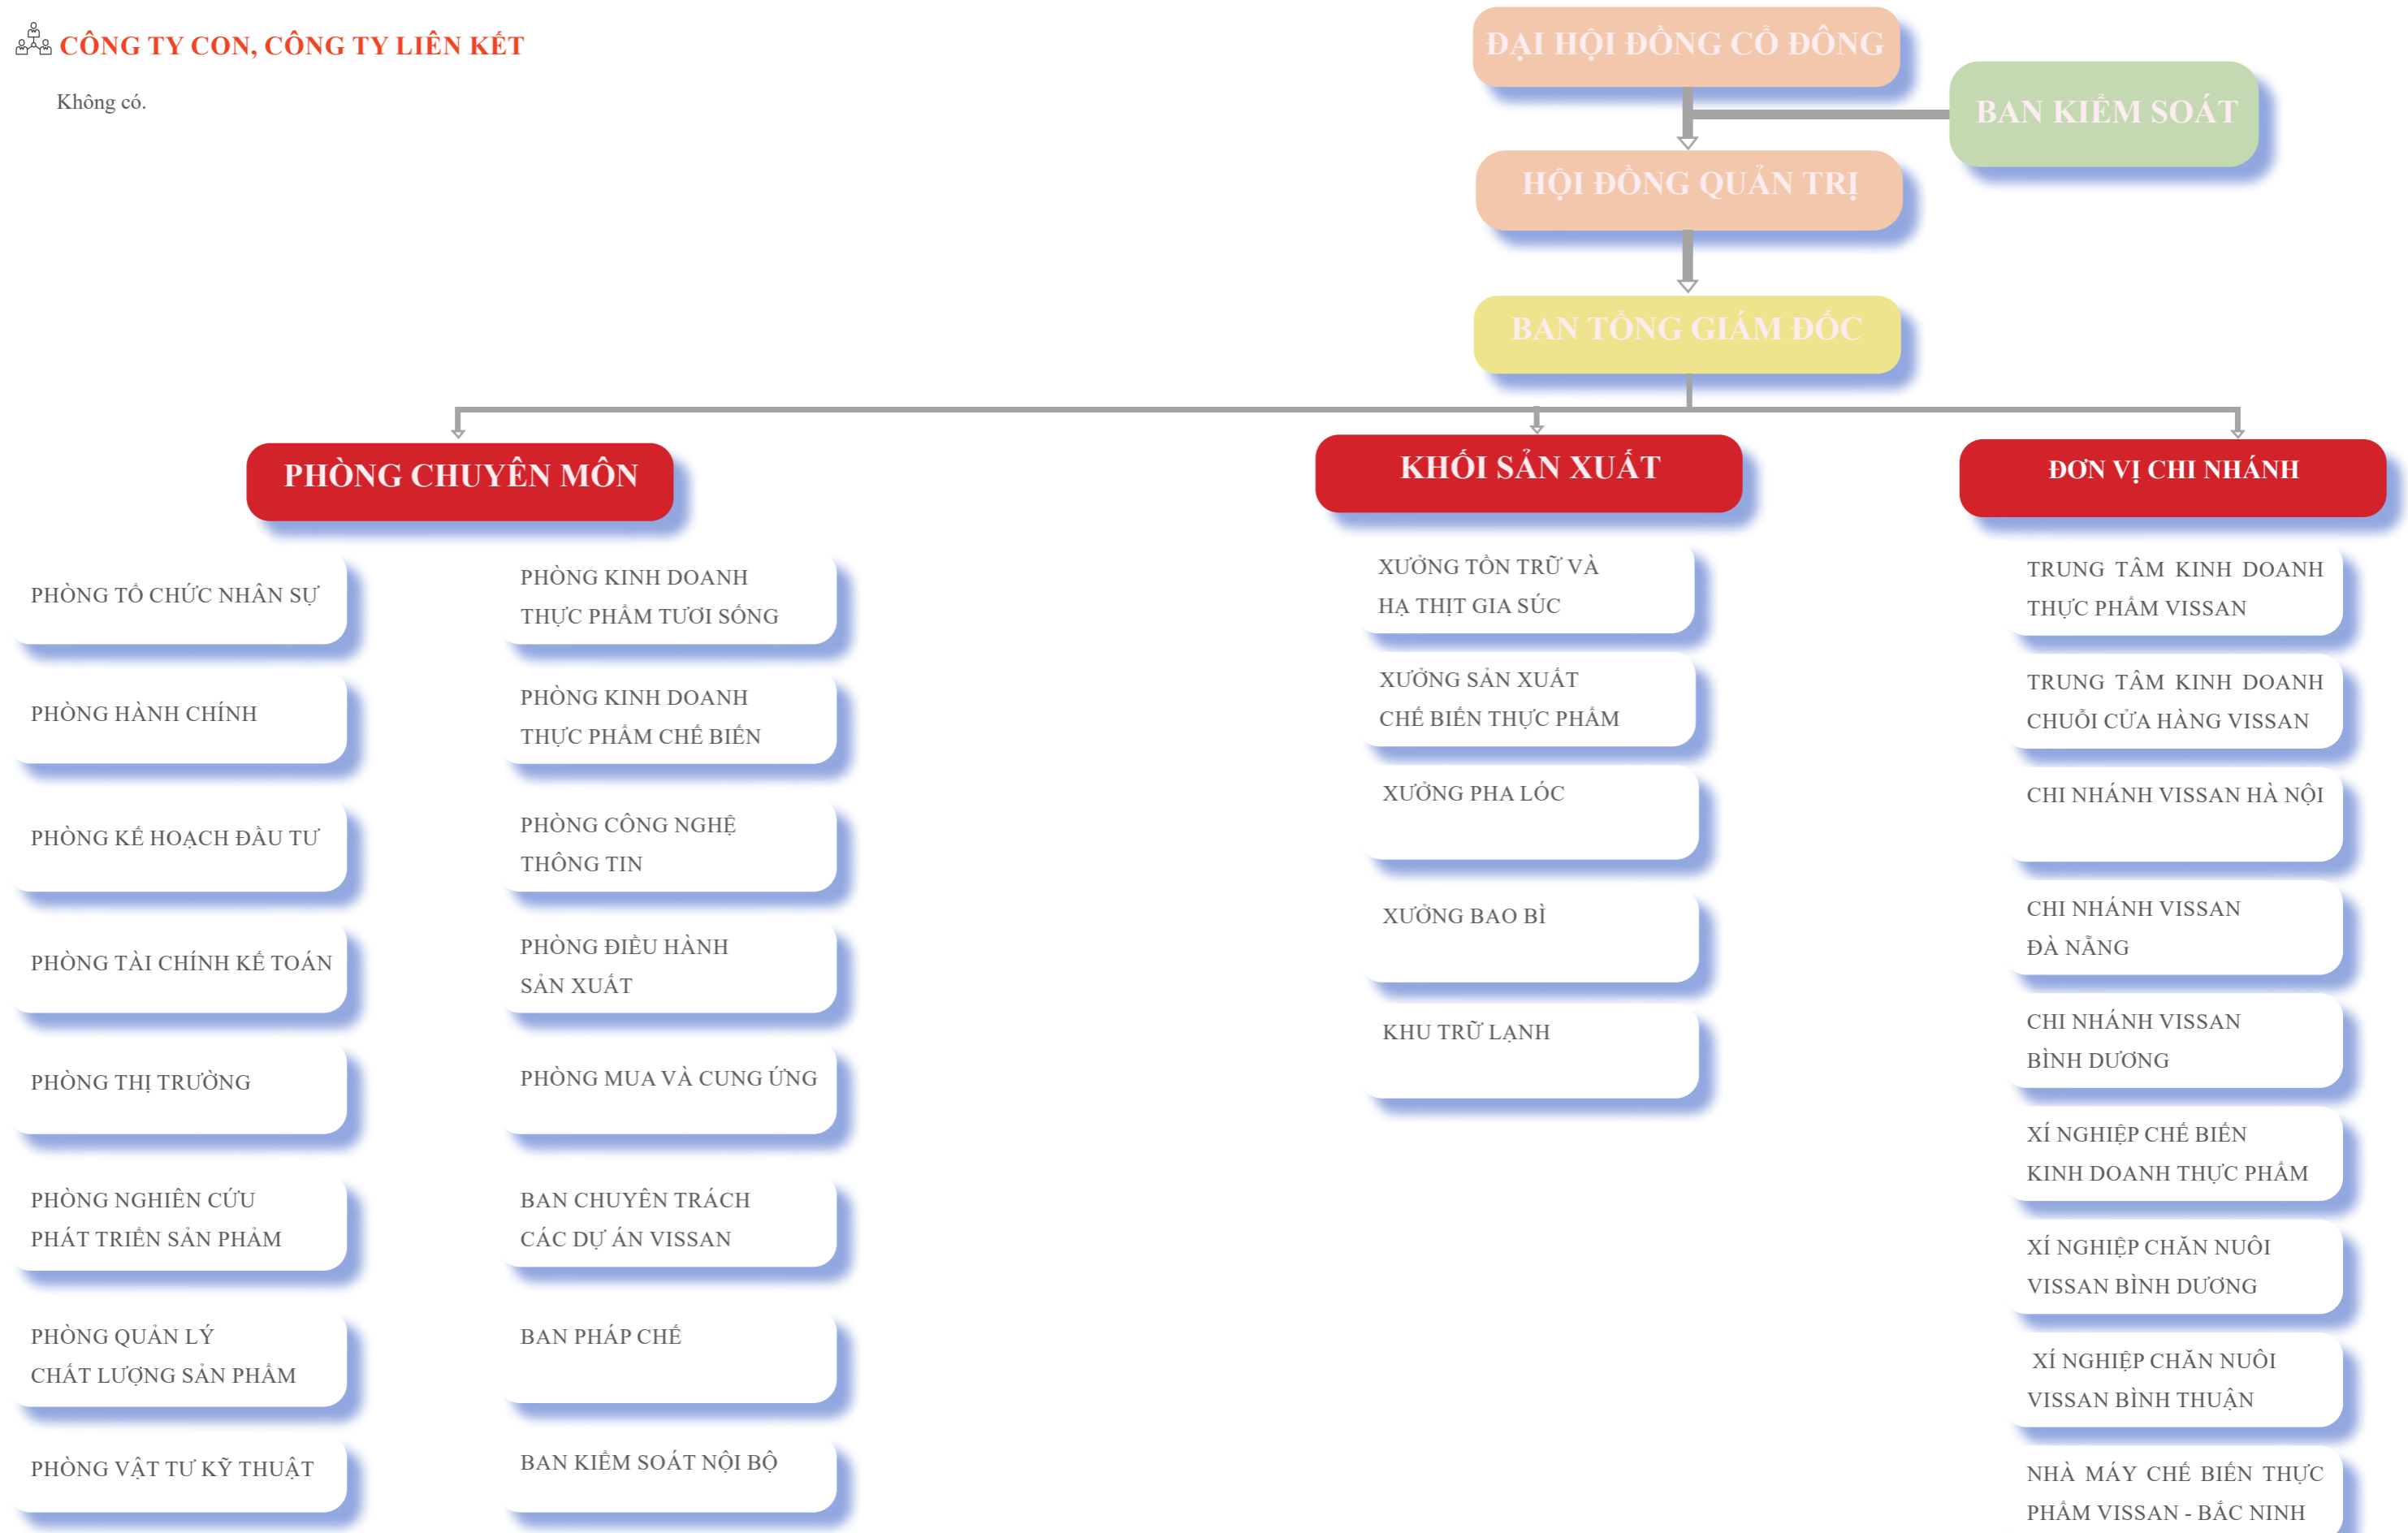 CÔNG TY CON, CÔNG TY LIÊN KẾT
Không có.
ĐẠI HỘI ĐỒNG CỔ ĐÔNG
BAN KIỂM SOÁT
HỘI ĐỒNG QUẢN TRỊ
BAN TỔNG GIÁM ĐỐC
PHÒNG CHUYÊN MÔN
PHÒNG TỔ CHỨC NHÂN SỰ
PHÒNG HÀNH CHÍNH
PHÒNG KẾ HOẠCH ĐẦU TƯ
PHÒNG TÀI CHÍNH KẾ TOÁN
PHÒNG THỊ TRƯỜNG
PHÒNG NGHIÊN CỨU
PHÁT TRIỂN SẢN PHẢM
PHÒNG QUẢN LÝ
CHẤT LƯỢNG SẢN PHẨM
PHÒNG VẬT TƯ KỸ THUẬT
PHÒNG KINH DOANH
THỰC PHẨM TƯƠI SỐNG
PHÒNG KINH DOANH
THỰC PHẨM CHẾ BIẾN
PHÒNG CÔNG NGHỆ
THÔNG TIN
PHÒNG ĐIỀU HÀNH
SẢN XUẤT
PHÒNG MUA VÀ CUNG ỨNG
BAN CHUYÊN TRÁCH
CÁC DỰ ÁN VISSAN
BAN PHÁP CHẾ
BAN KIỂM SOÁT NỘI BỘ
KHỐI SẢN XUẤT
XƯỞNG TỒN TRỮ VÀ
HẠ THỊT GIA SÚC
XƯỞNG SẢN XUẤT
CHẾ BIẾN THỰC PHẨM
XƯỞNG PHA LÓC
XƯỞNG BAO BÌ
KHU TRỮ LẠNH
ĐƠN VỊ CHI NHÁNH
TRUNG TÂM KINH DOANH
THỰC PHẨM VISSAN
TRUNG TÂM KINH DOANH
CHUỖI CỬA HÀNG VISSAN
CHI NHÁNH VISSAN HÀ NỘI
CHI NHÁNH VISSAN
ĐÀ NẴNG
CHI NHÁNH VISSAN
BÌNH DƯƠNG
XÍ NGHIỆP CHẾ BIẾN
KINH DOANH THỰC PHẨM
XÍ NGHIỆP CHĂN NUÔI
VISSAN BÌNH DƯƠNG
XÍ NGHIỆP CHĂN NUÔI
VISSAN BÌNH THUẬN
NHÀ MÁY CHẾ BIẾN THỰC
PHẨM VISSAN - BẮC NINH